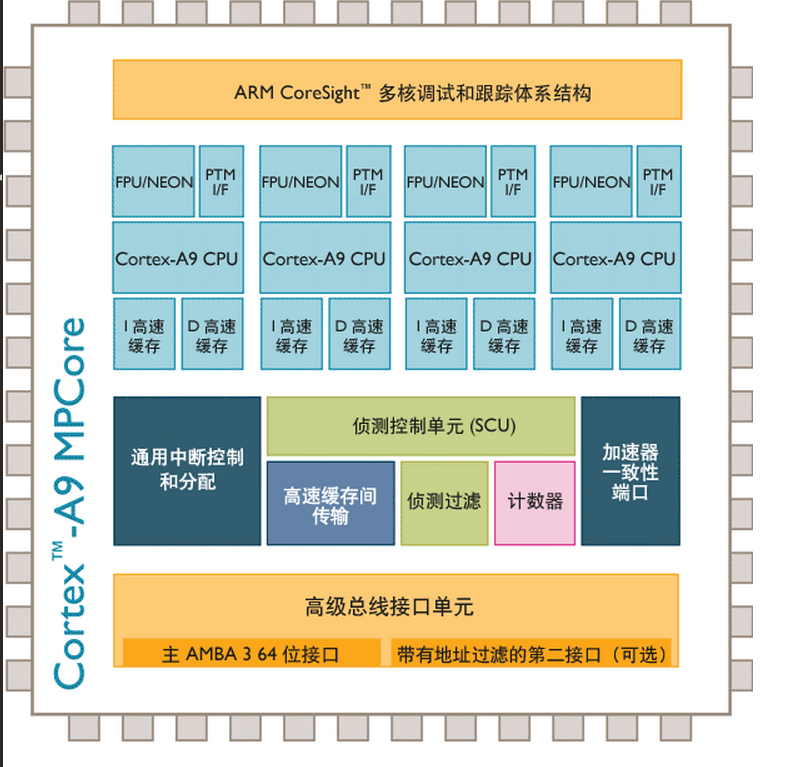 ARM CoreSight™ 多核调试和跟踪体系结构
FPU/NEON
PTM
I/F
FPU/NEON
PTM
I/F
FPU/NEON
PTM
I/F
FPU/NEON
PTM
I/F
Cortex-A9 CPU
Cortex-A9 CPU
Cortex-A9 CPU
Cortex-A9 CPU
I 高速
缓存
D 高速
缓存
I 高速
缓存
D 高速
缓存
I 高速
缓存
D 高速
缓存
I 高速
缓存
D 高速
缓存
Cortex™-A9 MPCore
通用中断控制
和分配
侦测控制单元 (SCU)
高速缓存间
传输
侦测过滤
计数器
加速器
一致性
端口
高级总线接口单元
主 AMBA 3 64 位接口
带有地址过滤的第二接口（可选）